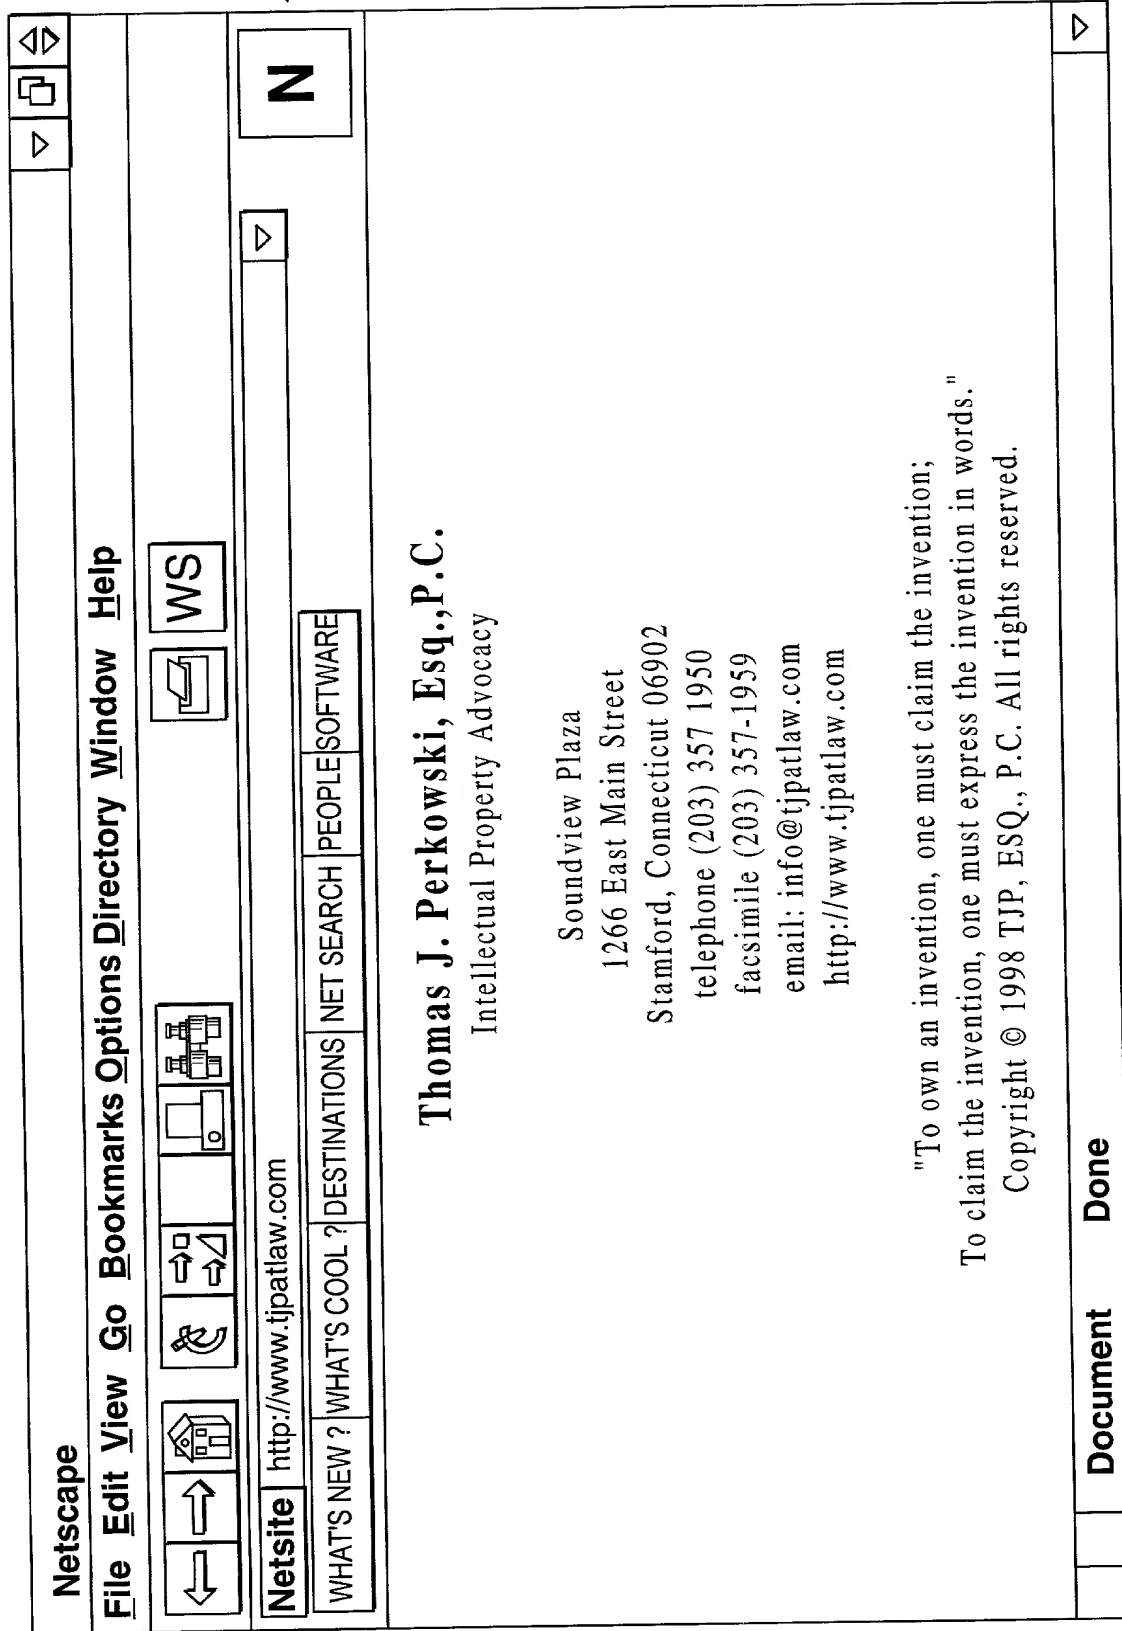 Netscape
File Edit View Go Bookmarks Options Directory Window Help
WS
Netsite http://www.tjpatlaw.com
N
WHAT'S NEW ? WHAT'S COOL ? DESTINATIONS NET SEARCH PEOPLE SOFTWARE
Thomas J. Perkowski, Esq.,P.C.
Intellectual Property Advocacy
Soundview Plaza
1266 East Main Street
Stamford, Connecticut 06902
telephone (203) 357 1950
facsimile (203) 357-1959
email: info@tjpatlaw.com
http://www.tjpatlaw.com
"To own an invention, one must claim the invention;
To claim the invention, one must express the invention in words."
Copyright © 1998 TJP, ESQ., P.C. All rights reserved.
Document Done